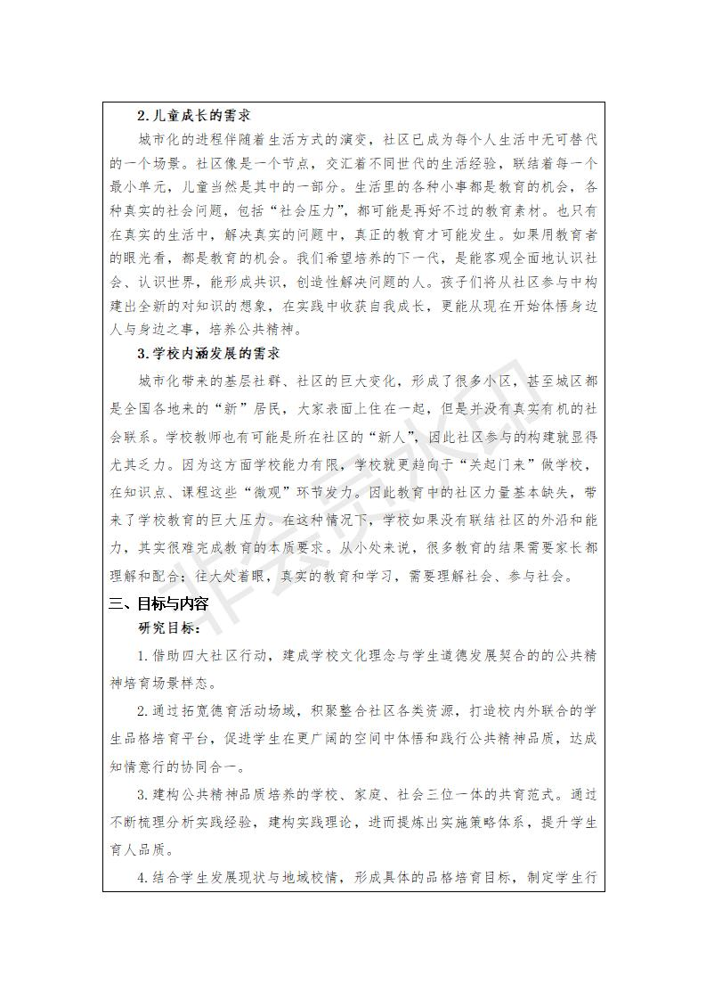 2.儿童成长的需求
城市化的进程伴随着生活方式的演变，社区已成为每个人生活中无可替代
的一个场景。社区像是一个节点，交汇着不同世代的生活经验，联结着每一个
最小单元，儿童当然是其中的一部分。生活里的各种小事都是教育的机会，各
种真实的社会问题，包括“社会压力”，都可能是再好不过的教育素材。也只有
在真实的生活中，解决真实的问题中，真正的教育才可能发生。如果用教育者
的眼光看，都是教育的机会。我们希望培养的下一代，是能客观全面地认识社
会、认识世界，能形成共识，创造性解决问题的人。孩子们将从社区参与中构
建出全新的对知识的想象，在实践中收获自我成长，更能从现在开始体悟身边
人与身边之事，培养公共精神。
3.学校内涵发展的需求
城市化带来的基层社群、社区的巨大变化，形成了很多小区，甚至城区都
是全国各地来的“新”居民，大家表面上住在一起，但是并没有真实有机的社
会联系。学校教师也有可能是所在社区的“新人”，因此社区参与的构建就显得
尤其乏力。因为这方面学校能力有限，学校就更趋向于“关起门来”做学校，
在知识点、课程这些“微观”环节发力。因此教育中的社区力量基本缺失，带
来了学校教育的巨大压力。在这种情况下，学校如果没有联结社区的外沿和能
力，其实很难完成教育的本质要求。从小处来说，很多教育的结果需要家长都
理解和配合；往大处着眼，真实的教育和学习，需要理解社会、参与社会。
三、目标与内容
研究目标：
1.借助四大社区行动，建成学校文化理念与学生道德发展契合的的公共精
神培育场景样态。
2.通过拓宽德育活动场域，积聚整合社区各类资源，打造校内外联合的学
生品格培育平台，促进学生在更广阔的空间中体悟和践行公共精神品质，达成
知情意行的协同合一。
3.建构公共精神品质培养的学校、家庭、社会三位一体的共育范式。通过
不断梳理分析实践经验，建构实践理论，进而提炼出实施策略体系，提升学生
育人品质。
4.结合学生发展现状与地域校情，形成具体的品格培育目标，制定学生行
非会员水印